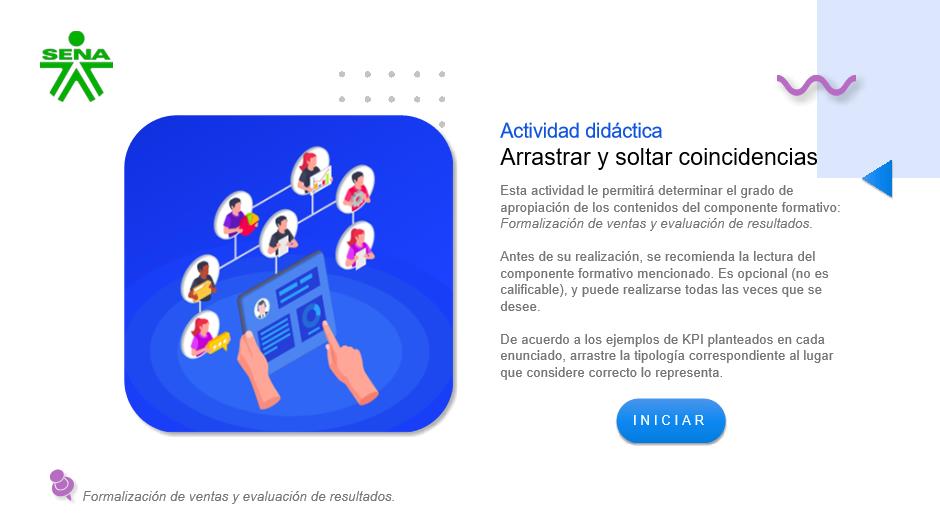 SENA
Actividad didáctica
Arrastrar y soltar coincidencias
Esta actividad le permitirá determinar el grado de
apropiación de los contenidos del componente formativo:
Formalización de ventas y evaluación de resultados.
Antes de su realización, se recomienda la lectura del
componente formativo mencionado. Es opcional (no es
calificable), y puede realizarse todas las veces que se
desee.
De acuerdo a los ejemplos de KPI planteados en cada
enunciado, arrastre la tipología correspondiente al lugar
que considere correcto lo representa.
INICIAR
Formalización de ventas y evaluación de resultados.